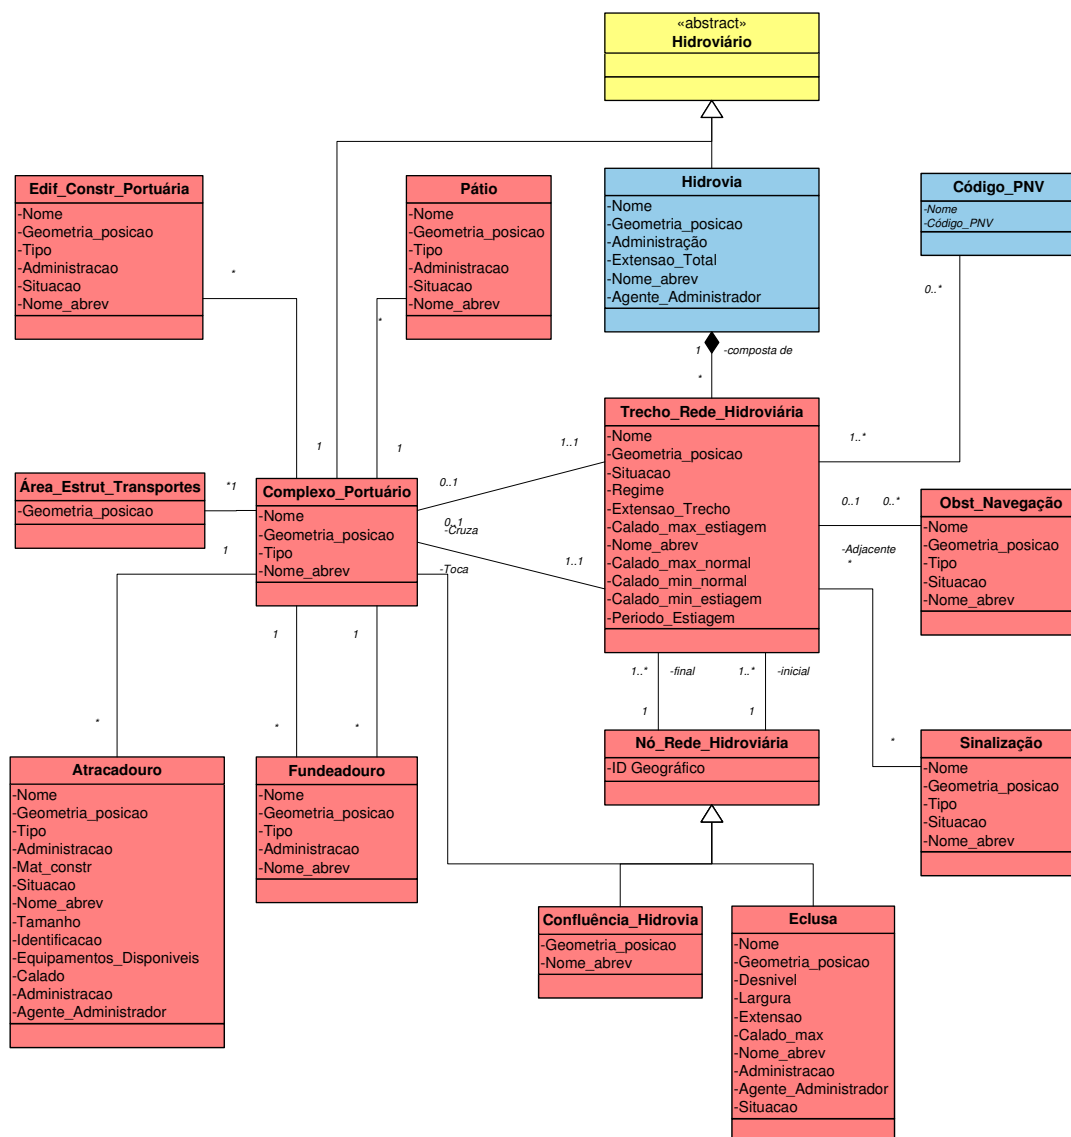 «abstract»
Hidroviário
Edif_Constr_Portuária
-Nome
-Geometria_posicao
-Tipo
-Administracao
-Situacao
-Nome_abrev
Pátio
-Nome
-Geometria_posicao
-Tipo
-Administracao
-Situacao
-Nome_abrev
Hidrovia
-Nome
-Geometria_posicao
-Administração
-Extensao_Total
-Nome_abrev
-Agente_Administrador
Código_PNV
-Nome
-Código_PNV
*
*
0..*
1 -composta de
*
Trecho_Rede_Hidroviária
-Nome
-Geometria_posicao
-Situacao
-Regime
-Extensao_Trecho
-Calado_max_estiagem
-Nome_abrev
-Calado_max_normal
-Calado_min_normal
-Calado_min_estiagem
-Periodo_Estiagem
1
1
1..1
1..*
Área_Estrut_Transportes
-Geometria_posicao
*1
Complexo_Portuário
-Nome
-Geometria_posicao
-Tipo
-Nome_abrev
0..1
0..1
-Cruza
-Toca
1..1
0..1 0..*
-Adjacente
*
Obst_Navegação
-Nome
-Geometria_posicao
-Tipo
-Situacao
-Nome_abrev
1
1
1
1..* -final
1..* -inicial
1
1
*
*
*
*
Nó_Rede_Hidroviária
-ID Geográfico
Sinalização
-Nome
-Geometria_posicao
-Tipo
-Situacao
-Nome_abrev
Atracadouro
-Nome
-Geometria_posicao
-Tipo
-Administracao
-Mat_constr
-Situacao
-Nome_abrev
-Tamanho
-Identificacao
-Equipamentos_Disponiveis
-Calado
-Administracao
-Agente_Administrador
Fundeadouro
-Nome
-Geometria_posicao
-Tipo
-Administracao
-Nome_abrev
Confluência_Hidrovia
-Geometria_posicao
-Nome_abrev
Eclusa
-Nome
-Geometria_posicao
-Desnivel
-Largura
-Extensao
-Calado_max
-Nome_abrev
-Administracao
-Agente_Administrador
-Situacao